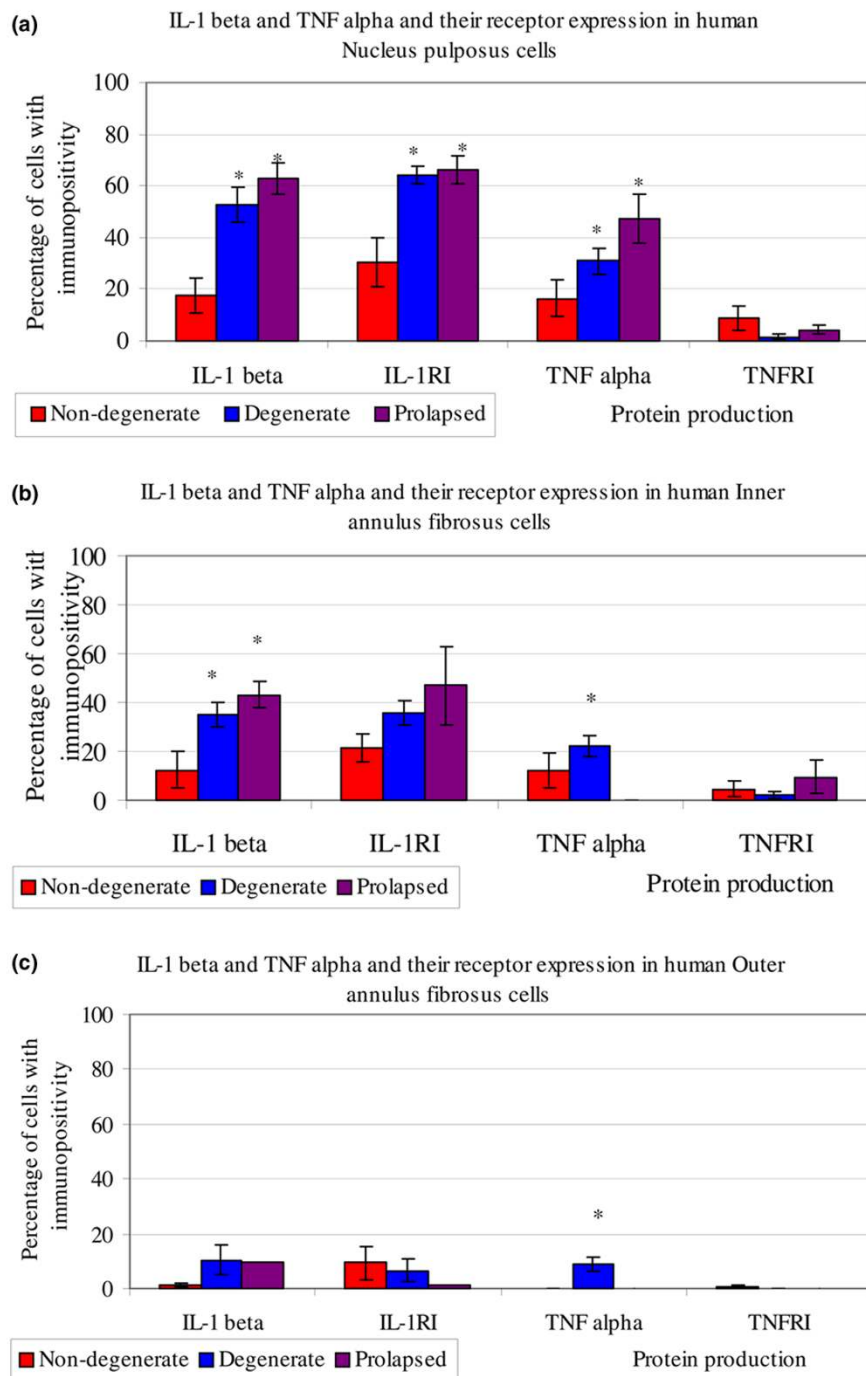 (a)
IL-1 beta and TNF alpha and their receptor expression in human
Nucleus pulposus cells
Percentage of cells with
immunopositivity
100
80
60
40
20
0
* * * * * *
IL-1 beta IL-1RI TNF alpha TNFRI
Non-degenerate Degenerate Prolapsed
Protein production
(b)
IL-1 beta and TNF alpha and their receptor expression in human Inner
annulus fibrosus cells
Percentage of cells with
immunopositivity
100
80
60
40
20
0
* * *
IL-1 beta IL-1RI TNF alpha TNFRI
Non-degenerate Degenerate Prolapsed
Protein production
(c)
IL-1 beta and TNF alpha and their receptor expression in human Outer
annulus fibrosus cells
Percentage of cells with
immunopositivity
100
80
60
40
20
0
*
IL-1 beta IL-1RI TNF alpha TNFRI
Non-degenerate Degenerate Prolapsed
Protein production